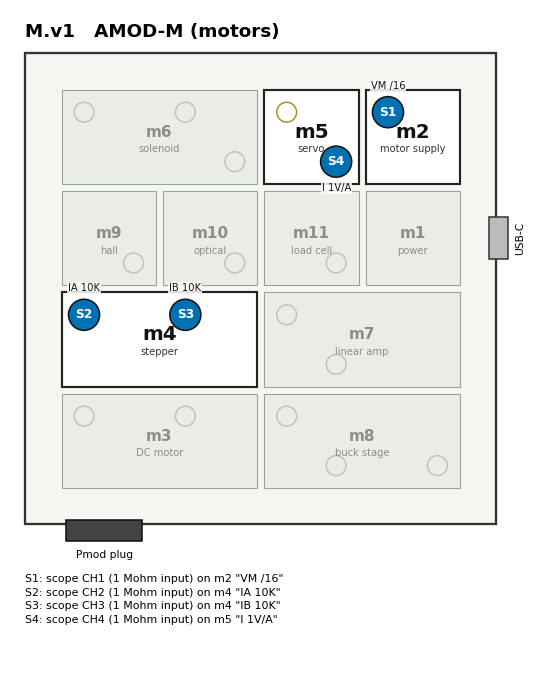 M.v1 AMOD-M (motors)
VM /16
S1
m6
solenoid
m5
servo
m2
motor supply
S4
I 1V/A
m9
hall
m10
optical
m11
load cell
m1
power
USB-C
IA 10K
IB 10K
S2
S3
m4
stepper
m7
linear amp
m3
DC motor
m8
buck stage
Pmod plug
S1: scope CH1 (1 Mohm input) on m2 "VM /16"
S2: scope CH2 (1 Mohm input) on m4 "IA 10K"
S3: scope CH3 (1 Mohm input) on m4 "IB 10K"
S4: scope CH4 (1 Mohm input) on m5 "I 1V/A"